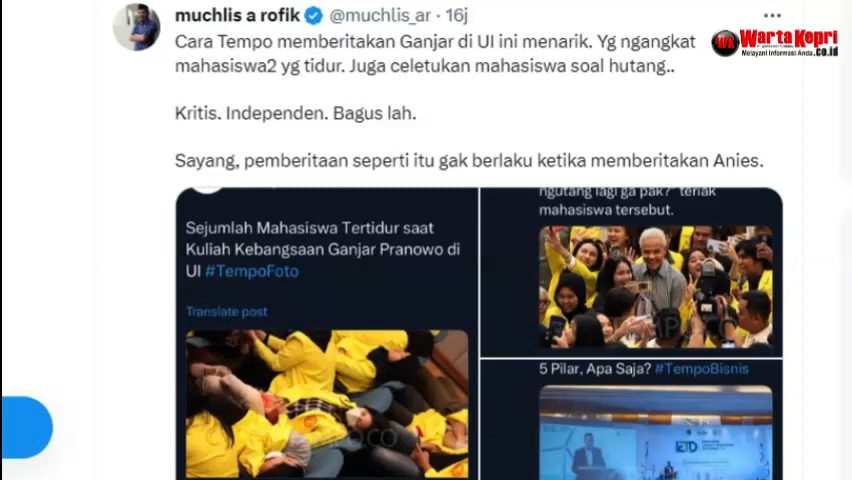 muchlis a rofik @muchlis_ar · 16j
Cara Tempo memberitakan Ganjar di UI ini menarik. Yg ngangkat
mahasiswa2 yg tidur. Juga celetukan mahasiswa soal hutang..
Kritis. Independen. Bagus lah.
Sayang, pemberitaan seperti itu gak berlaku ketika memberitakan Anies.
WartaKepri
.co.id
Melayani Informasi Anda,
Sejumlah Mahasiswa Tertidur saat
Kuliah Kebangsaan Ganjar Pranowo di
UI #TempoFoto
Translate post
ngutang lagi ga pak?" teriak
mahasiswa tersebut.
5 Pilar, Apa Saja? #TempoBisnis